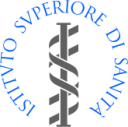 ISTITVTO SVPERIORE DI SANITÀ